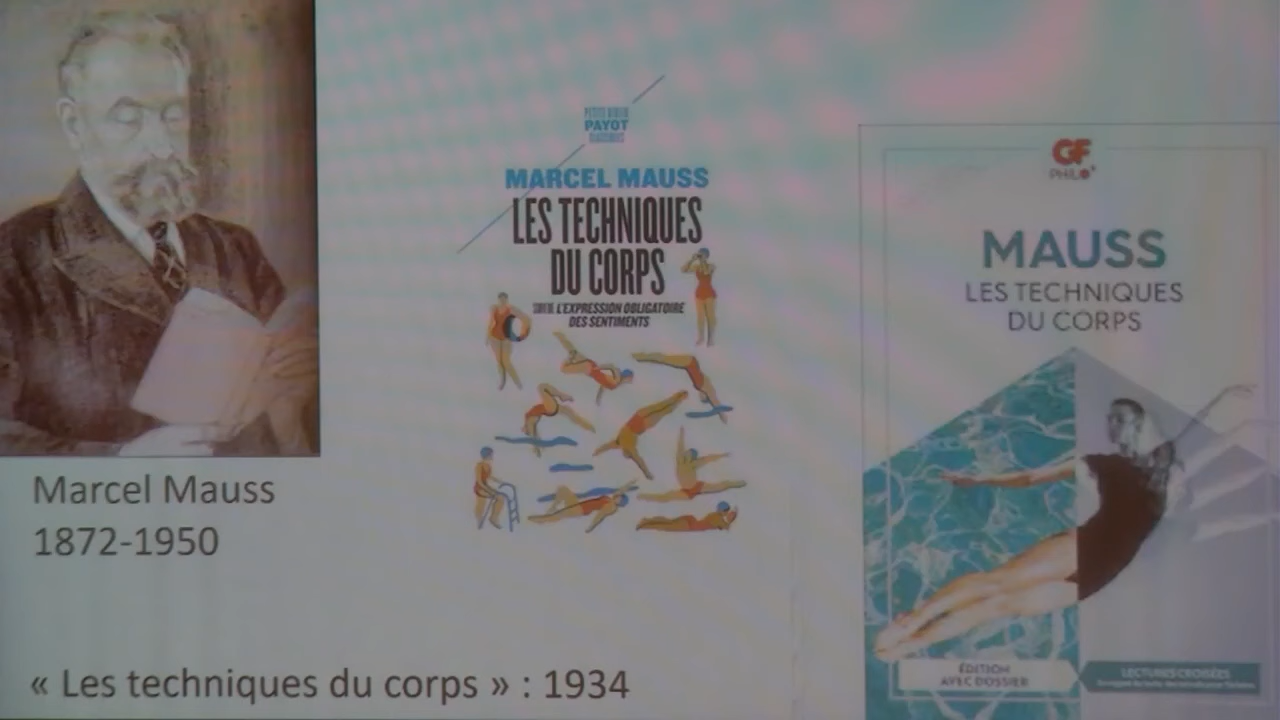 Marcel Mauss
1872-1950
« Les techniques du corps » : 1934
PAYOT
MARCEL MAUSS
LES TECHNIQUES
DU CORPS
L'EXPRESSION OBLIGATOIRE
DES SENTIMENTS
GF
PHILO'
MAUSS
LES TECHNIQUES
DU CORPS
ÉDITION
AVEC DOSSIER
LECTURES CROISÉES